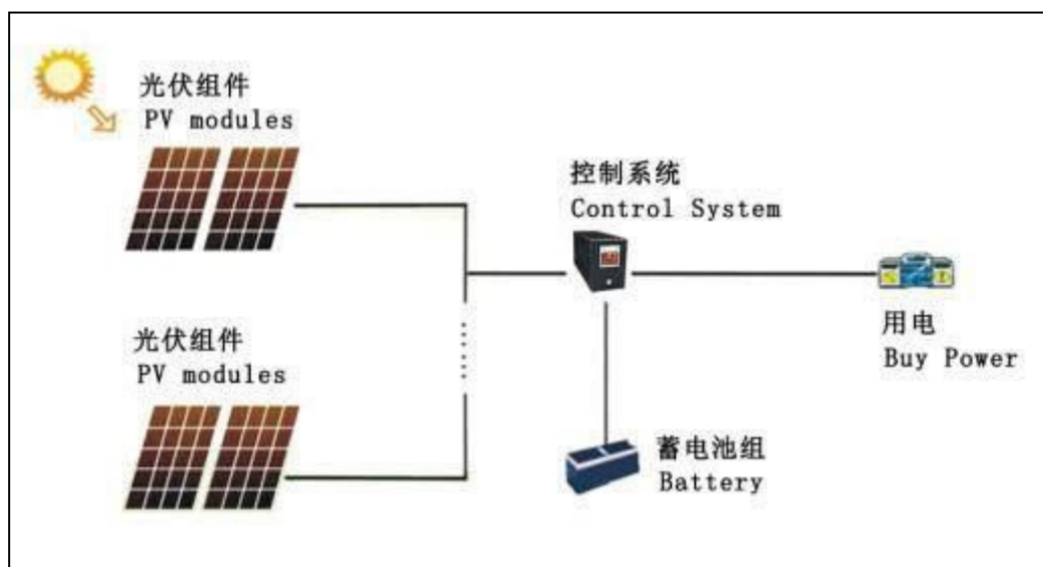 光伏组件
PV modules
控制系统
Control System
用电
Buy Power
光伏组件
PV modules
蓄电池组
Battery